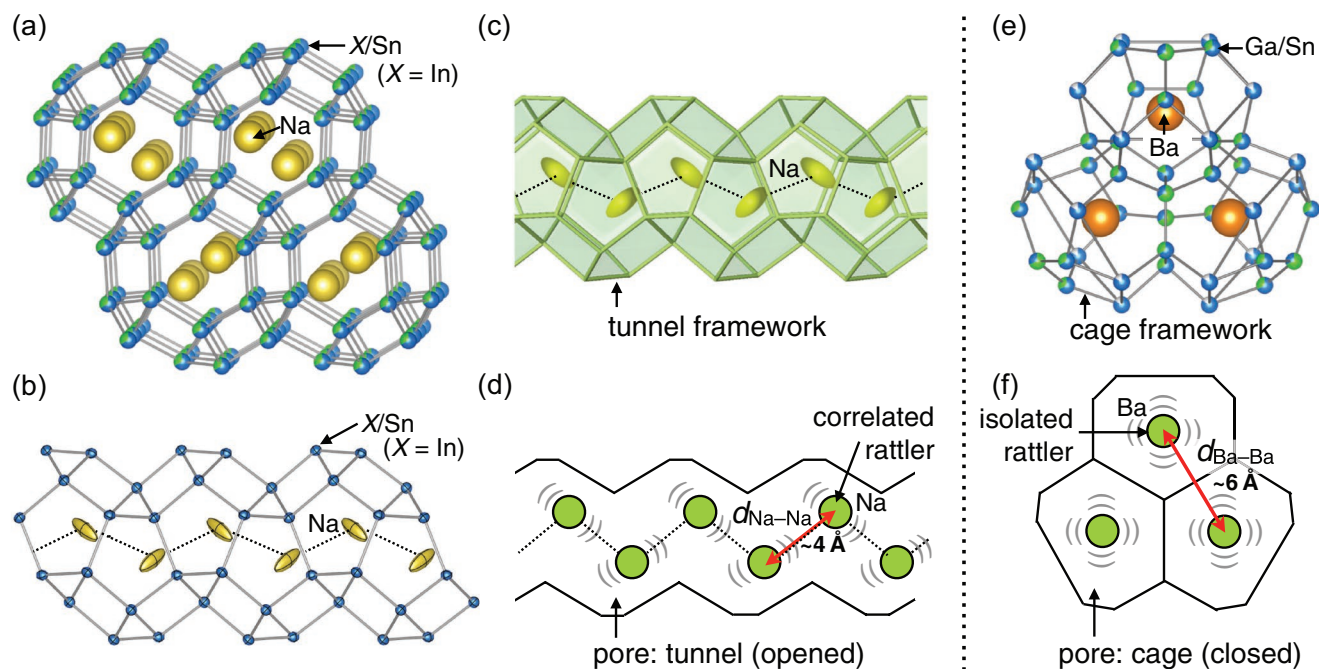 (a)
X/Sn
(X = In)
Na
(b)
X/Sn
(X = In)
Na
(c)
Na
tunnel framework
(d)
correlated
rattler
Na
dNa–Na
~4 Å
pore: tunnel (opened)
(e)
Ga/Sn
Ba
cage framework
(f)
isolated
rattler
Ba
dBa–Ba
~6 Å
pore: cage (closed)